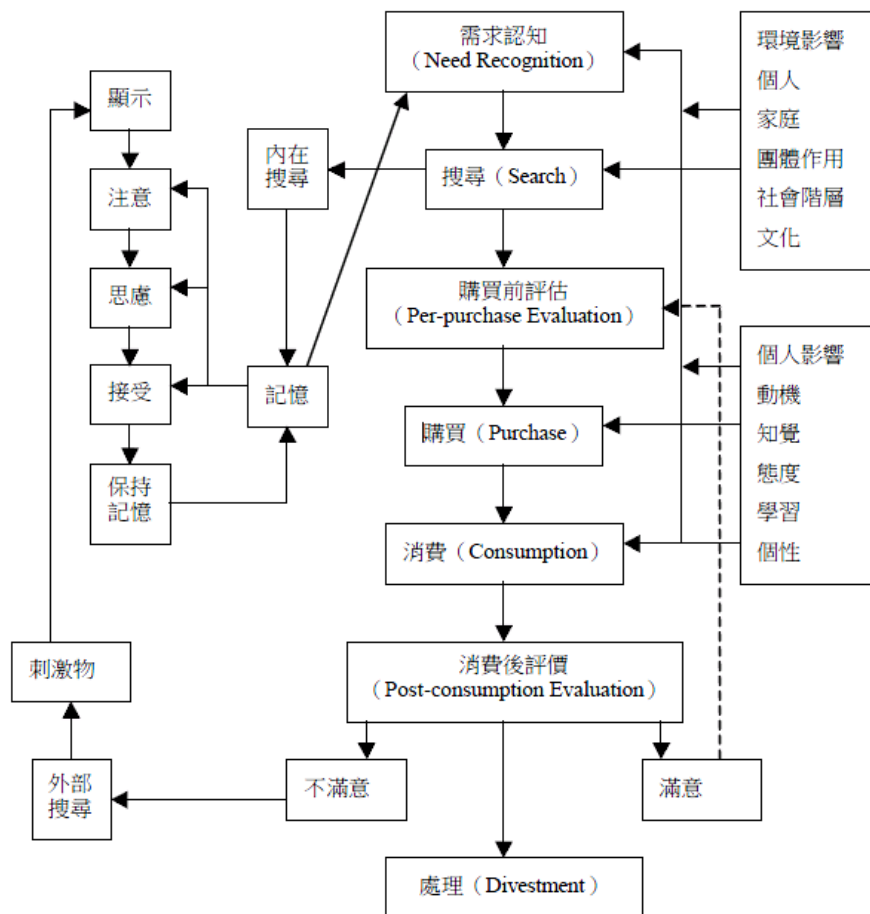 需求認知
（Need Recognition）
環境影響
個人
家庭
團體作用
社會階層
文化
顯示
內在
搜尋
搜尋（Search）
注意
思慮
購買前評估
（Per-purchase Evaluation）
個人影響
動機
知覺
態度
學習
個性
接受
記憶
購買（Purchase）
保持
記憶
消費（Consumption）
刺激物
消費後評價
（Post-consumption Evaluation）
外部
搜尋
不滿意
滿意
處理（Divestment）